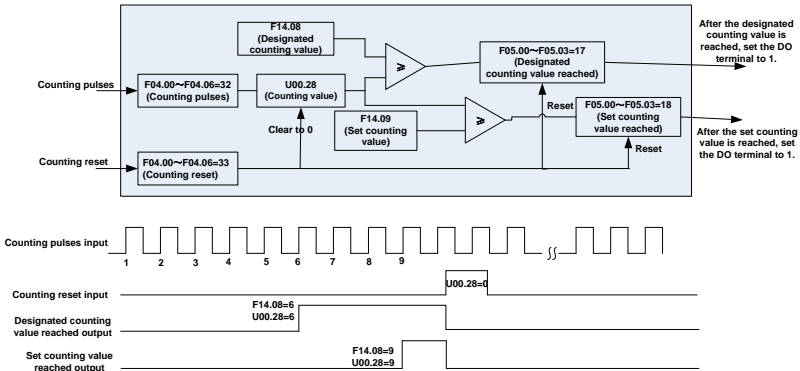 F14.08
(Designated
counting value)
After the designated
counting value is
reached, set the DO
terminal to 1.
F05.00～F05.03=17
(Designated
counting value reached)
≥
Counting pulses
F04.00～F04.06=32
(Counting pulses)
U00.28
(Counting value)
Clear to 0
F14.09
(Set counting
value)
≥
Reset
F05.00～F05.03=18
(Set counting
value reached)
After the set counting
value is reached, set
the DO terminal to 1.
Reset
Counting reset
F04.00～F04.06=33
(Counting reset)
Counting pulses input
1 2 3 4 5 6 7 8 9
Counting reset input
U00.28=0
Designated counting
value reached output
F14.08=6
U00.28=6
Set counting value
reached output
F14.08=9
U00.28=9